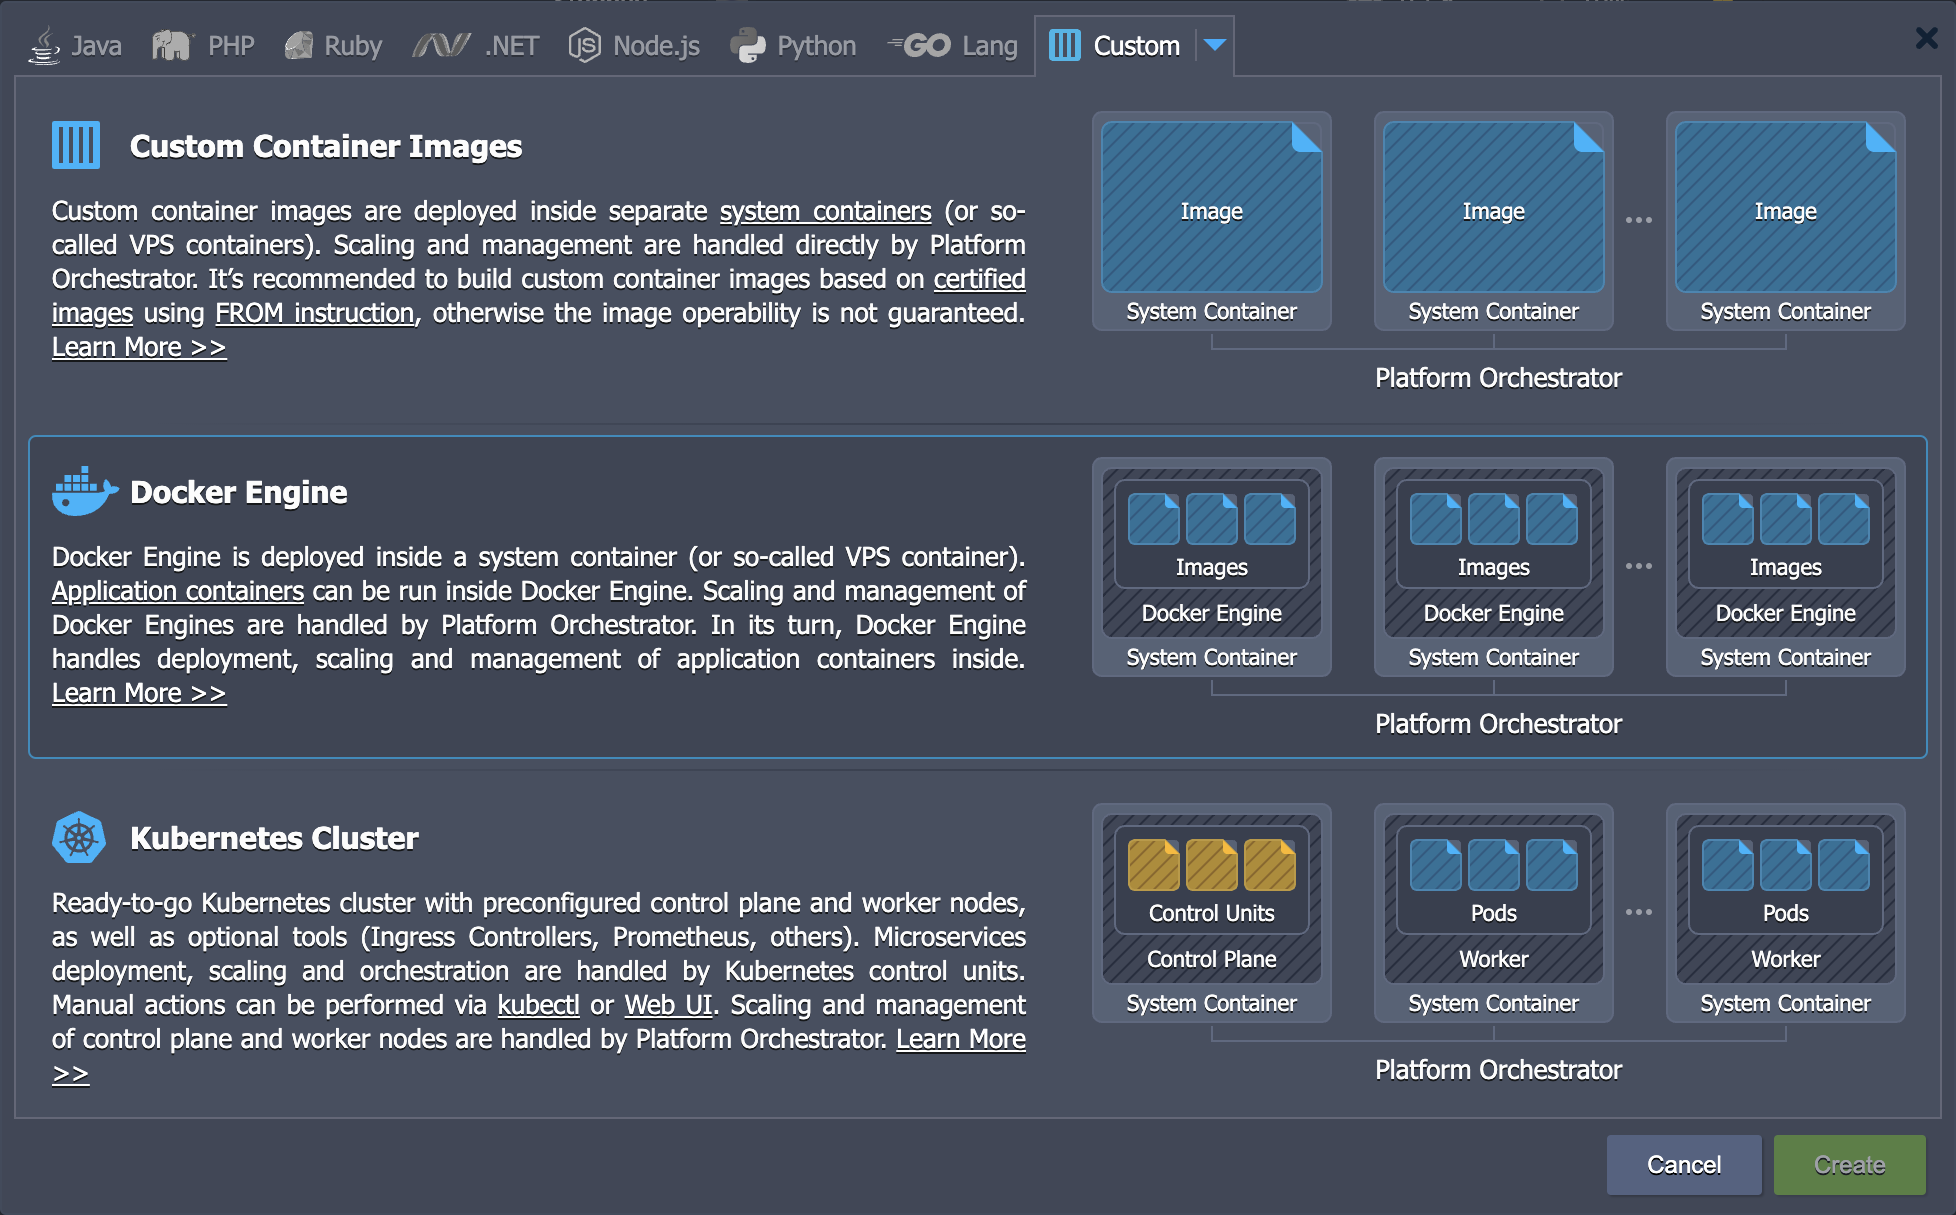 Java PHP Ruby .NET Node.js Python GO Lang Custom
Custom Container Images
Custom container images are deployed inside separate system containers (or so-
called VPS containers). Scaling and management are handled directly by Platform
Orchestrator. It’s recommended to build custom container images based on certified
images using FROM instruction, otherwise the image operability is not guaranteed.
Learn More >>
Image Image ... Image
System Container System Container System Container
Platform Orchestrator
Docker Engine
Docker Engine is deployed inside a system container (or so-called VPS container).
Application containers can be run inside Docker Engine. Scaling and management of
Docker Engines are handled by Platform Orchestrator. In its turn, Docker Engine
handles deployment, scaling and management of application containers inside.
Learn More >>
Images Images ... Images
Docker Engine Docker Engine Docker Engine
System Container System Container System Container
Platform Orchestrator
Kubernetes Cluster
Ready-to-go Kubernetes cluster with preconfigured control plane and worker nodes,
as well as optional tools (Ingress Controllers, Prometheus, others). Microservices
deployment, scaling and orchestration are handled by Kubernetes control units.
Manual actions can be performed via kubectl or Web UI. Scaling and management
of control plane and worker nodes are handled by Platform Orchestrator. Learn More
>>
Control Units Pods ... Pods
Control Plane Worker Worker
System Container System Container System Container
Platform Orchestrator
Cancel Create